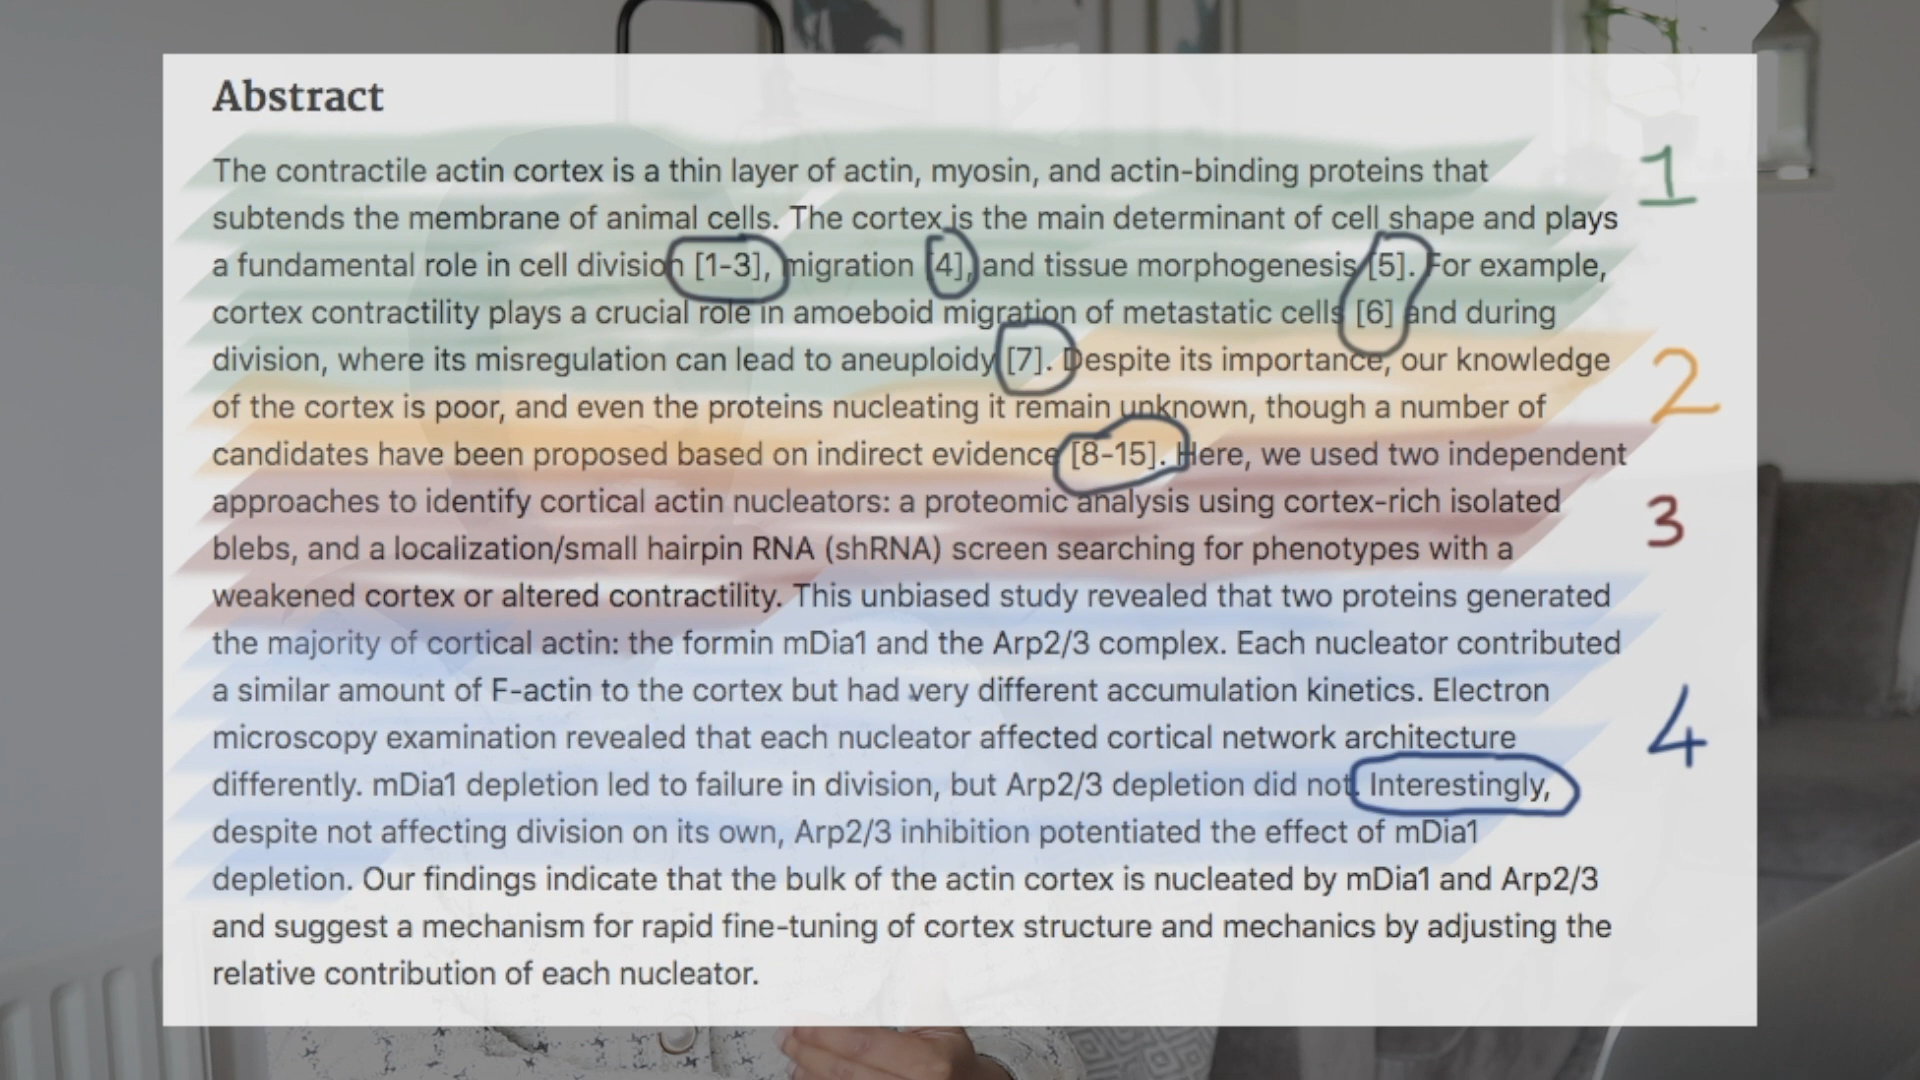 Abstract
The contractile actin cortex is a thin layer of actin, myosin, and actin-binding proteins that
1
subtends the membrane of animal cells. The cortex is the main determinant of cell shape and plays
a fundamental role in cell division [1-3], migration [4], and tissue morphogenesis [5]. For example,
cortex contractility plays a crucial role in amoeboid migration of metastatic cells [6] and during
division, where its misregulation can lead to aneuploidy [7]. Despite its importance, our knowledge
2
of the cortex is poor, and even the proteins nucleating it remain unknown, though a number of
candidates have been proposed based on indirect evidence [8-15]. Here, we used two independent
approaches to identify cortical actin nucleators: a proteomic analysis using cortex-rich isolated
3
blebs, and a localization/small hairpin RNA (shRNA) screen searching for phenotypes with a
weakened cortex or altered contractility. This unbiased study revealed that two proteins generated
the majority of cortical actin: the formin mDia1 and the Arp2/3 complex. Each nucleator contributed
a similar amount of F-actin to the cortex but had very different accumulation kinetics. Electron
microscopy examination revealed that each nucleator affected cortical network architecture
4
differently. mDia1 depletion led to failure in division, but Arp2/3 depletion did not. Interestingly,
despite not affecting division on its own, Arp2/3 inhibition potentiated the effect of mDia1
depletion. Our findings indicate that the bulk of the actin cortex is nucleated by mDia1 and Arp2/3
and suggest a mechanism for rapid fine-tuning of cortex structure and mechanics by adjusting the
relative contribution of each nucleator.